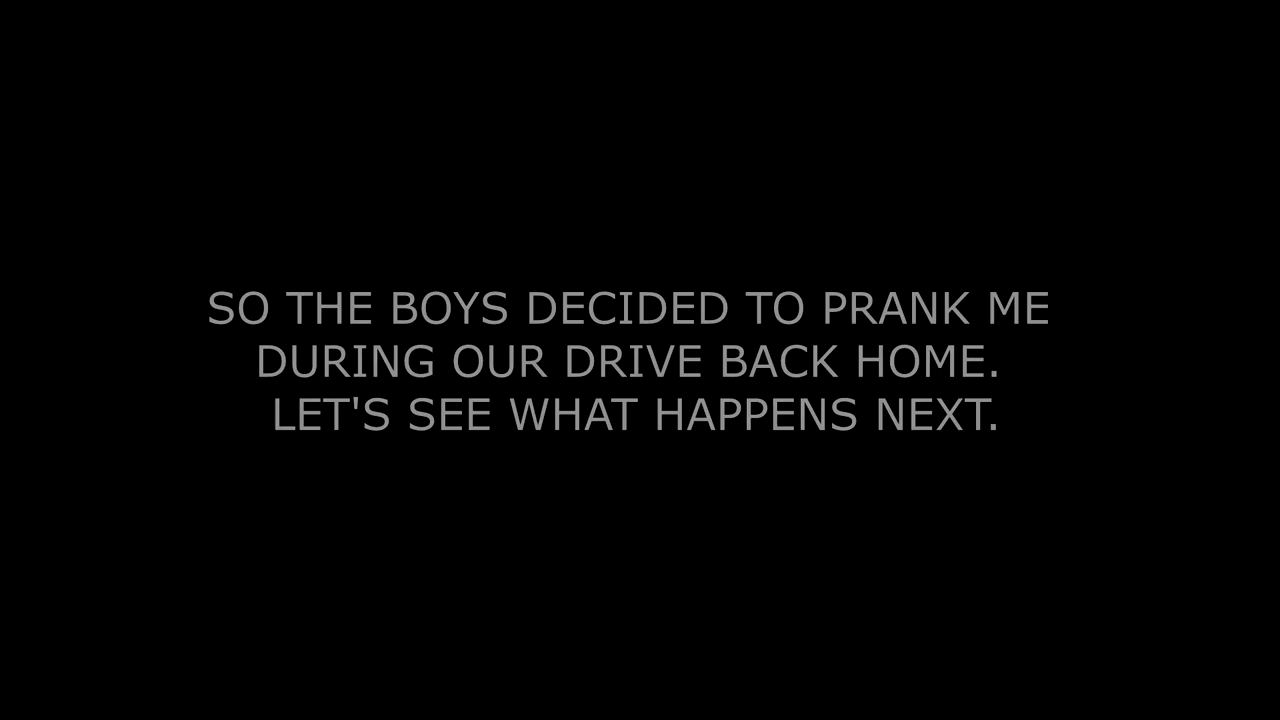 SO THE BOYS DECIDED TO PRANK ME
DURING OUR DRIVE BACK HOME.
LET'S SEE WHAT HAPPENS NEXT.